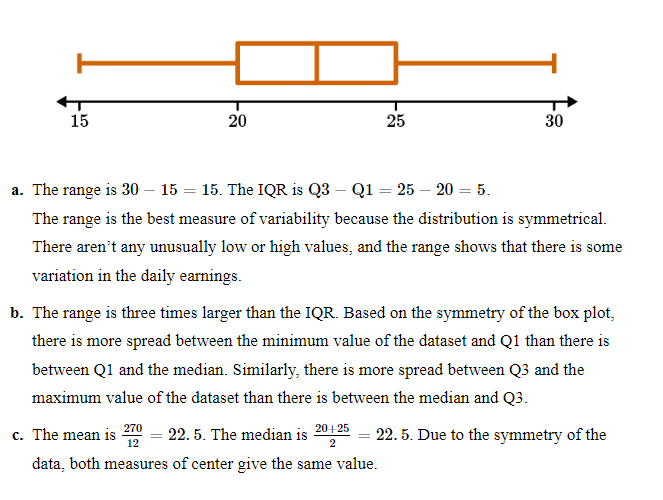 15 20 25 30
a. The range is 30 − 15 = 15. The IQR is Q3 − Q1 = 25 − 20 = 5.
The range is the best measure of variability because the distribution is symmetrical.
There aren't any unusually low or high values, and the range shows that there is some
variation in the daily earnings.
b. The range is three times larger than the IQR. Based on the symmetry of the box plot,
there is more spread between the minimum value of the dataset and Q1 than there is
between Q1 and the median. Similarly, there is more spread between Q3 and the
maximum value of the dataset than there is between the median and Q3.
c. The mean is 270/12 = 22.5. The median is 20+25/2 = 22.5. Due to the symmetry of the
data, both measures of center give the same value.